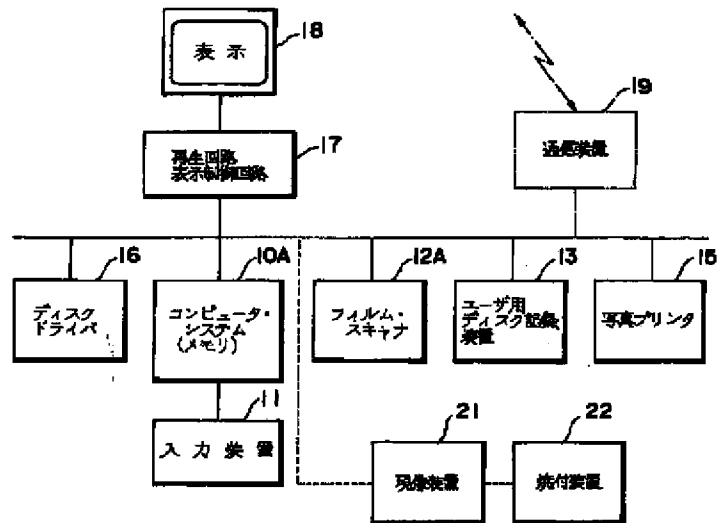 18
表示
19
通信装置
17
再生回路
表示制御回路
16
10A
12A
13
15
ディスク
ドライバ
コンピュータ・
システム
(メモリ)
フィルム・
スキャナ
ユーザ用
ディスク記録
装置
写真プリンタ
11
入力装置
21
22
現像装置
焼付装置